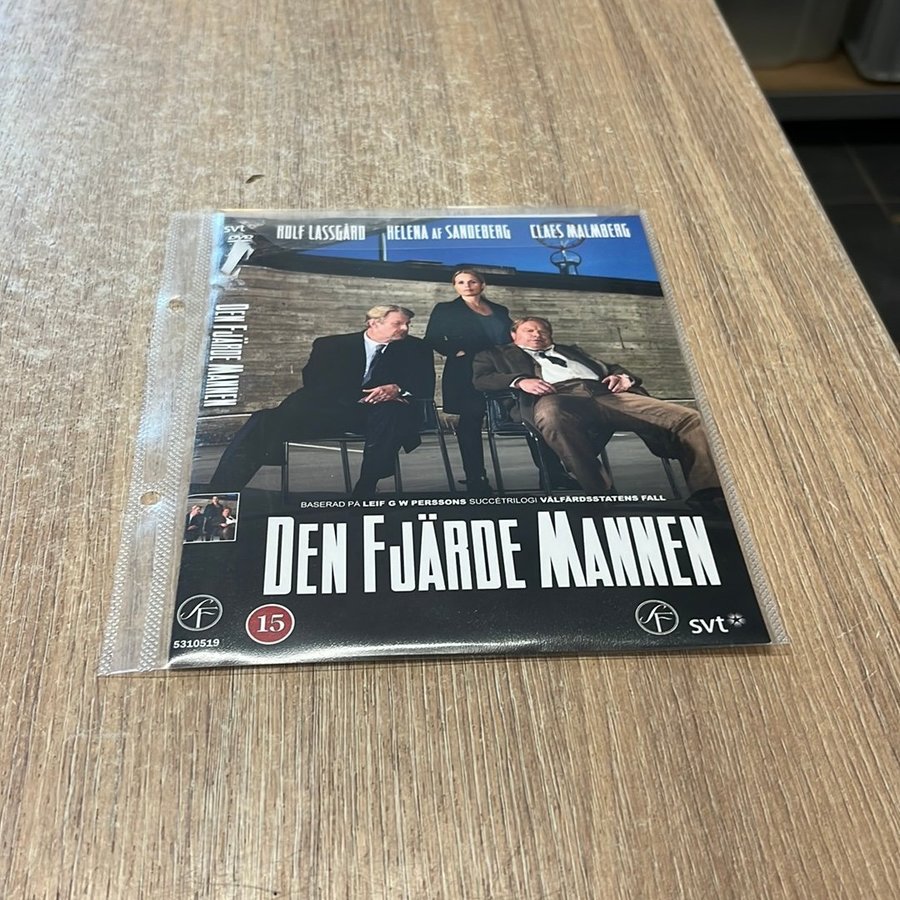 svt
DVD
ROLF LASSGÅRD HELENA AF SANDEBERG CLAES MALMBERG
DEN FJÄRDE MANNEN
BASERAD PÅ LEIF G W PERSSONS SUCCÉTRILOGI VÄLFÄRDSSTATENS FALL
DEN FJÄRDE MANNEN
SF
5310519
15
SF
svt